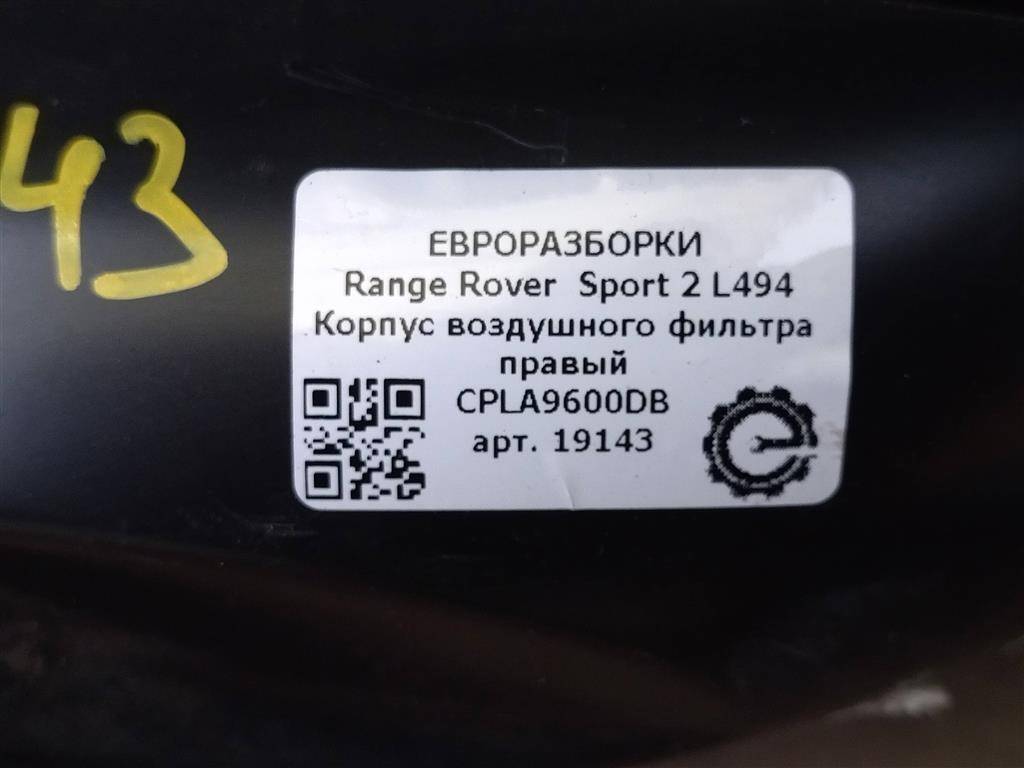 43
ЕВРОРАЗБОРКИ
Range Rover Sport 2 L494
Корпус воздушного фильтра
правый
CPLA9600DB
арт. 19143